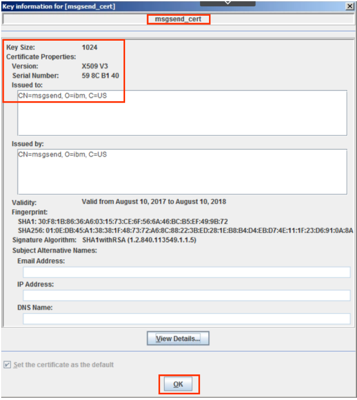 Key information for [msgsend_cert]
msgsend_cert
Key Size: 1024
Certificate Properties:
Version: X509 V3
Serial Number: 59 8C B1 40
Issued to:
CN=msgsend, O=ibm, C=US
Issued by:
CN=msgsend, O=ibm, C=US
Validity: Valid from August 10, 2017 to August 10, 2018
Fingerprint:
SHA1: 30:F8:1B:86:36:A6:03:15:73:CE:6F:56:6A:46:BC:B5:EF:49:9B:72
SHA256: 01:0E:DB:45:A1:38:38:1F:48:73:72:A6:8C:88:22:3B:ED:28:1E:B8:B4:D4:EB:D7:4E:11:1F:23:D6:91:0A:8A
Signature Algorithm: SHA1withRSA (1.2.840.113549.1.1.5)
Subject Alternative Names:
Email Address:
IP Address:
DNS Name:
View Details...
Set the certificate as the default
OK